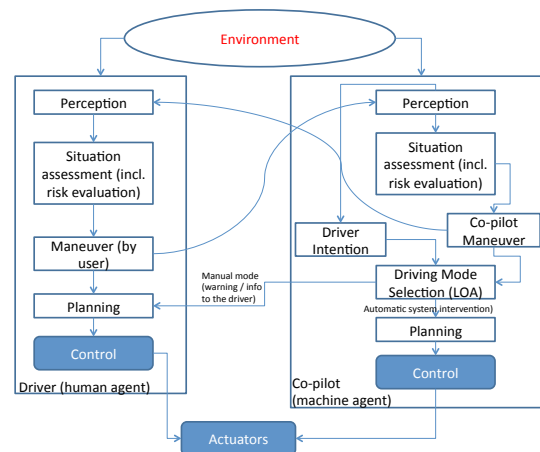 Environment
Perception
Situation
assessment (incl.
risk evaluation)
Maneuver (by
user)
Planning
Control
Driver (human agent)
Manual mode
(warning / info
to the driver)
Perception
Situation
assessment (incl.
risk evaluation)
Driver
Intention
Co-pilot
Maneuver
Driving Mode
Selection (LOA)
Automatic system intervention)
Planning
Control
Co-pilot
(machine agent)
Actuators